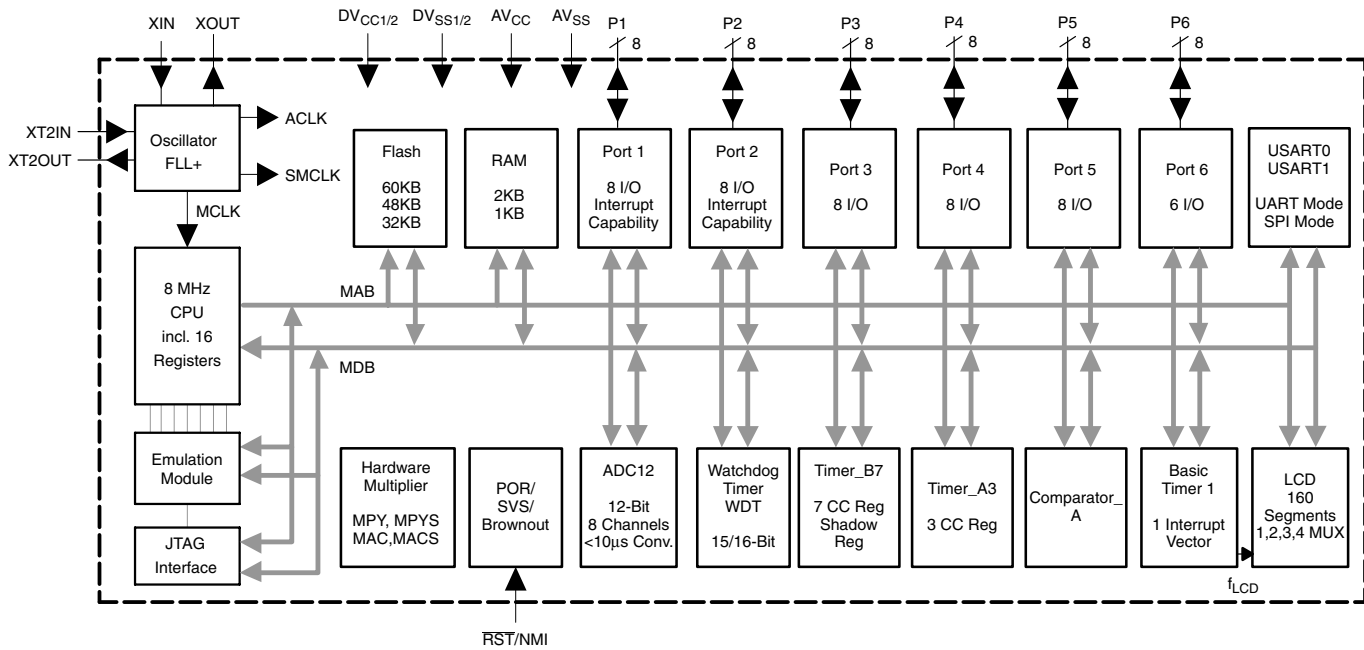 XIN
XOUT
DVCC1/2
DVSS1/2
AVCC
AVSS
P1
8
P2
8
P3
8
P4
8
P5
8
P6
8
XT2IN
XT2OUT
Oscillator
FLL+
ACLK
SMCLK
MCLK
Flash
60KB
48KB
32KB
RAM
2KB
1KB
Port 1
8 I/O
Interrupt
Capability
Port 2
8 I/O
Interrupt
Capability
Port 3
8 I/O
Port 4
8 I/O
Port 5
8 I/O
Port 6
6 I/O
USART0
USART1
UART Mode
SPI Mode
8 MHz
CPU
incl. 16
Registers
MAB
MDB
Emulation
Module
JTAG
Interface
Hardware
Multiplier
MPY, MPYS
MAC,MACS
POR/
SVS/
Brownout
ADC12
12-Bit
8 Channels
<10μs Conv.
Watchdog
Timer
WDT
15/16-Bit
Timer_B7
7 CC Reg
Shadow
Reg
Timer_A3
3 CC Reg
Comparator_
A
Basic
Timer 1
1 Interrupt
Vector
LCD
160
Segments
1,2,3,4 MUX
fLCD
RST/NMI